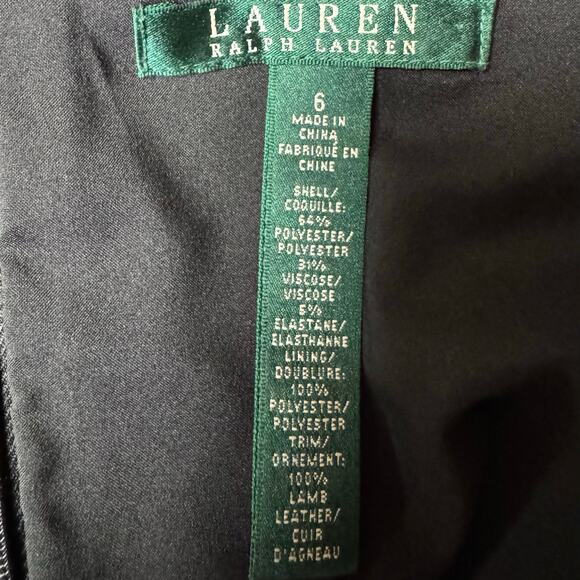 LAUREN
RALPH LAUREN
6
MADE IN
CHINA
FABRIQUÉ EN
CHINE
SHELL/
COQUILLE:
64%
POLYESTER/
POLYESTER
31%
VISCOSE/
VISCOSE
5%
ELASTANE/
ELASTHANNE
LINING/
DOUBLURE:
100%
POLYESTER/
POLYESTER
TRIM/
ORNEMENT:
100%
LAMB
LEATHER/
CUIR
D'AGNEAU